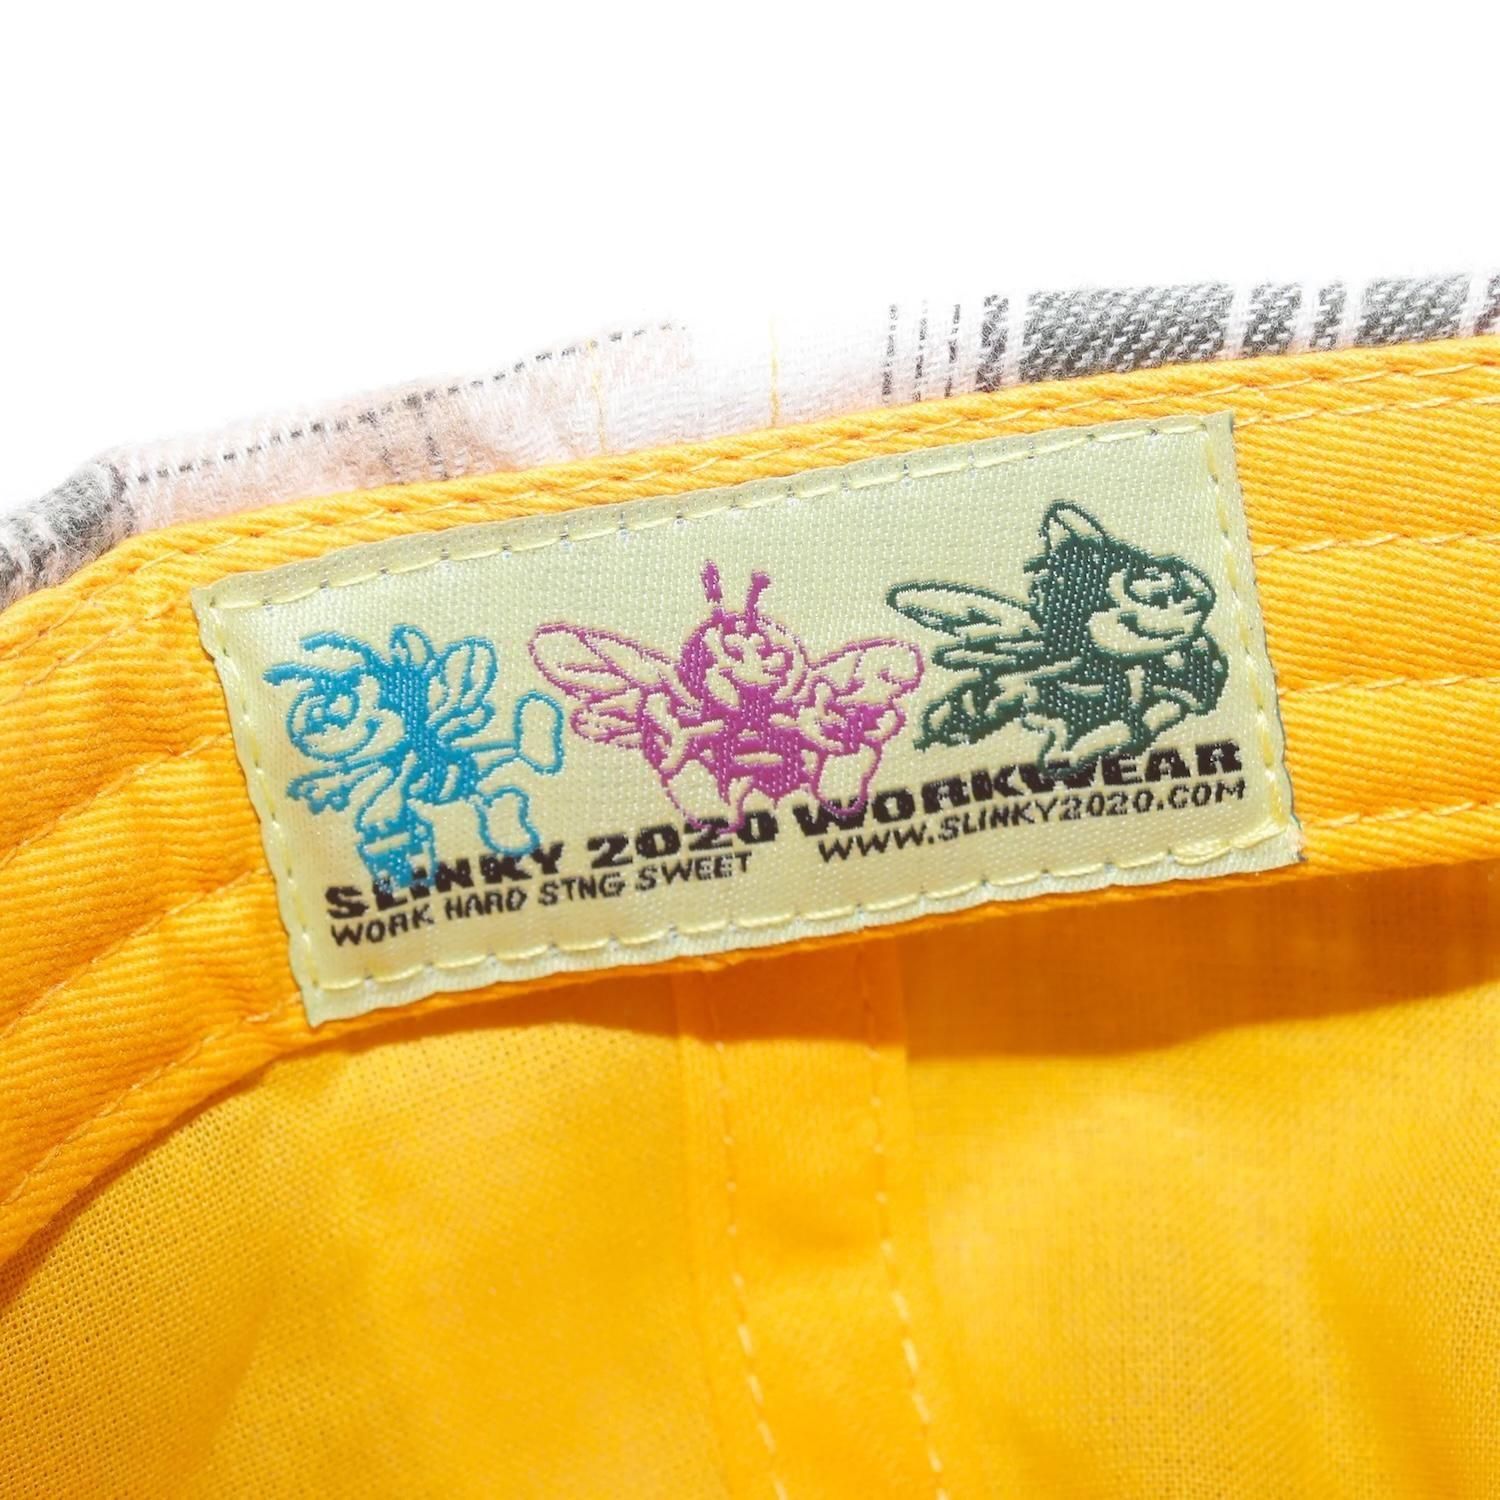 SLINKY 2020 WORKWEAR
WORK HARD STNG SWEET
WWW.SLINKY2020.COM